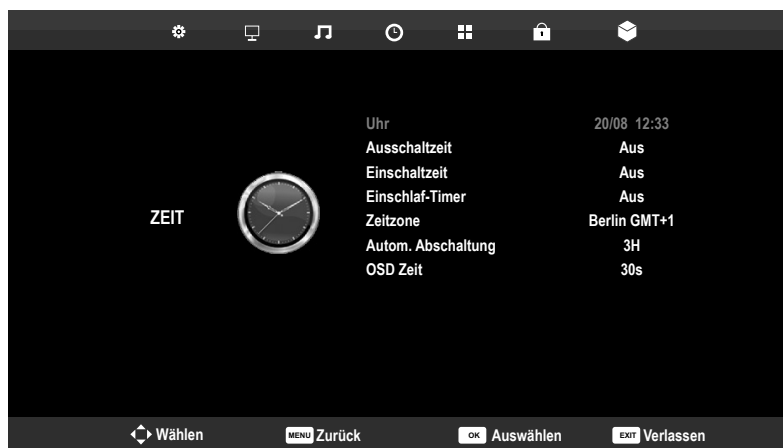 Uhr 20/08 12:33
Ausschaltzeit Aus
Einschaltzeit Aus
Einschlaf-Timer Aus
ZEIT
Zeitzone Berlin GMT+1
Autom. Abschaltung 3H
OSD Zeit 30s
Wählen MENU Zurück OK Auswählen EXIT Verlassen